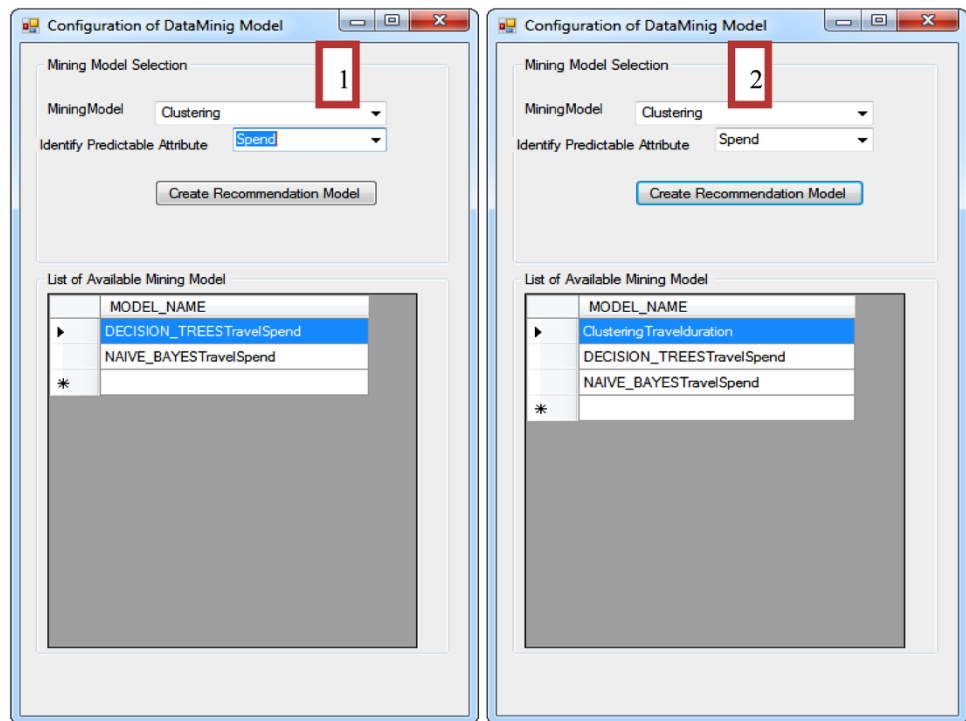 Configuration of DataMinig Model
1
Mining Model Selection
MiningModel Clustering
Identify Predictable Attribute Spend
Create Recommendation Model
List of Available Mining Model
MODEL_NAME
DECISION_TREESTravelSpend
NAIVE_BAYESTravelSpend
Configuration of DataMinig Model
2
Mining Model Selection
MiningModel Clustering
Identify Predictable Attribute Spend
Create Recommendation Model
List of Available Mining Model
MODEL_NAME
ClusteringTravelduration
DECISION_TREESTravelSpend
NAIVE_BAYESTravelSpend